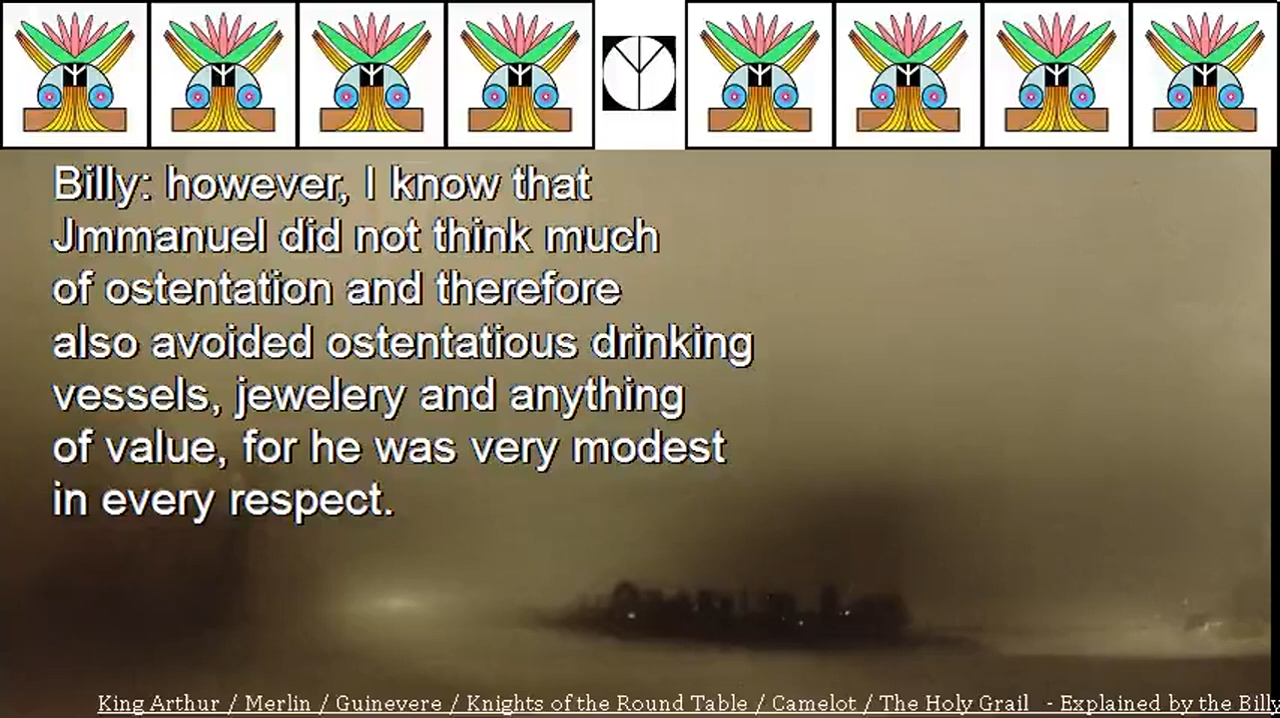 Billy: however, I know that
Jmmanuel did not think much
of ostentation and therefore
also avoided ostentatious drinking
vessels, jewelery and anything
of value, for he was very modest
in every respect.
King Arthur / Merlin / Guinevere / Knights of the Round Table / Camelot / The Holy Grail - Explained by the Billy